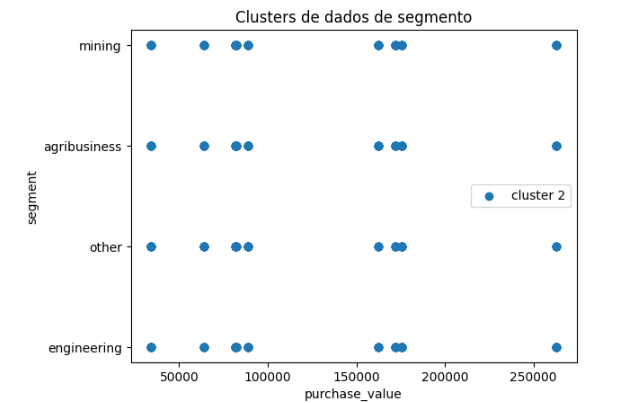 Clusters de dados de segmento
mining
agribusiness
other
engineering
segment
cluster 2
50000 100000 150000 200000 250000
purchase_value